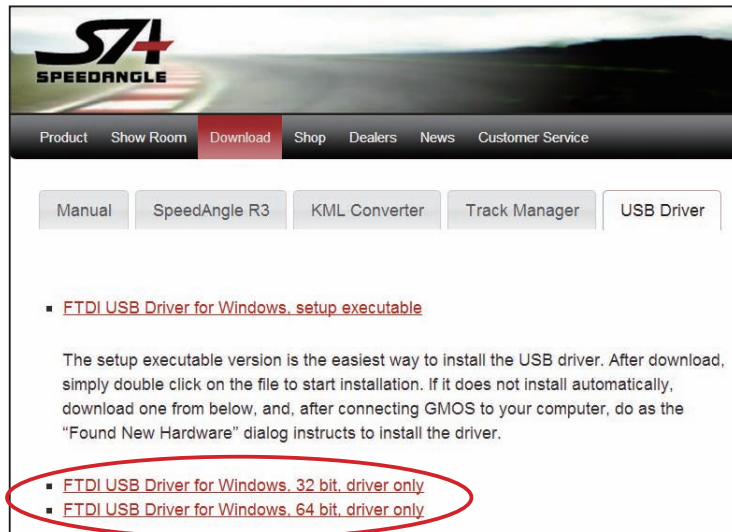 SA
SPEEDANGLE
Product Show Room Download Shop Dealers News Customer Service
Manual SpeedAngle R3 KML Converter Track Manager USB Driver
FTDI USB Driver for Windows, setup executable
The setup executable version is the easiest way to install the USB driver. After download,
simply double click on the file to start installation. If it does not install automatically,
download one from below, and, after connecting GMOS to your computer, do as the
“Found New Hardware” dialog instructs to install the driver.
FTDI USB Driver for Windows, 32 bit, driver only
FTDI USB Driver for Windows, 64 bit, driver only